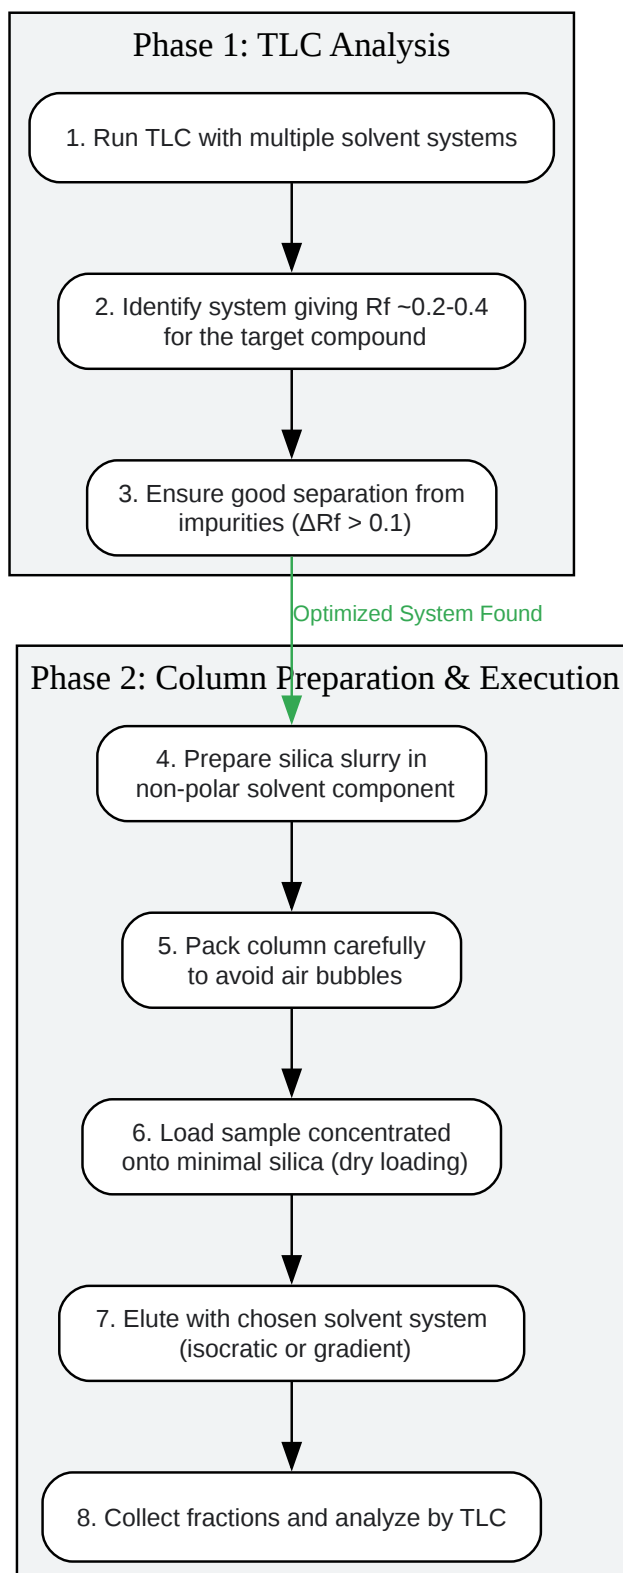 Phase 1: TLC Analysis
1. Run TLC with multiple solvent systems
2. Identify system giving Rf ~0.2-0.4
for the target compound
3. Ensure good separation from
impurities (ΔRf > 0.1)
Optimized System Found
Phase 2: Column Preparation & Execution
4. Prepare silica slurry in
non-polar solvent component
5. Pack column carefully
to avoid air bubbles
6. Load sample concentrated
onto minimal silica (dry loading)
7. Elute with chosen solvent system
(isocratic or gradient)
8. Collect fractions and analyze by TLC